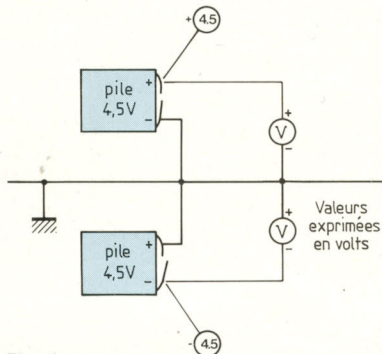 + 4.5
pile +
4,5V -
+
V
-
+
V
-
Valeurs
exprimées
en volts
pile +
4,5V -
- 4.5